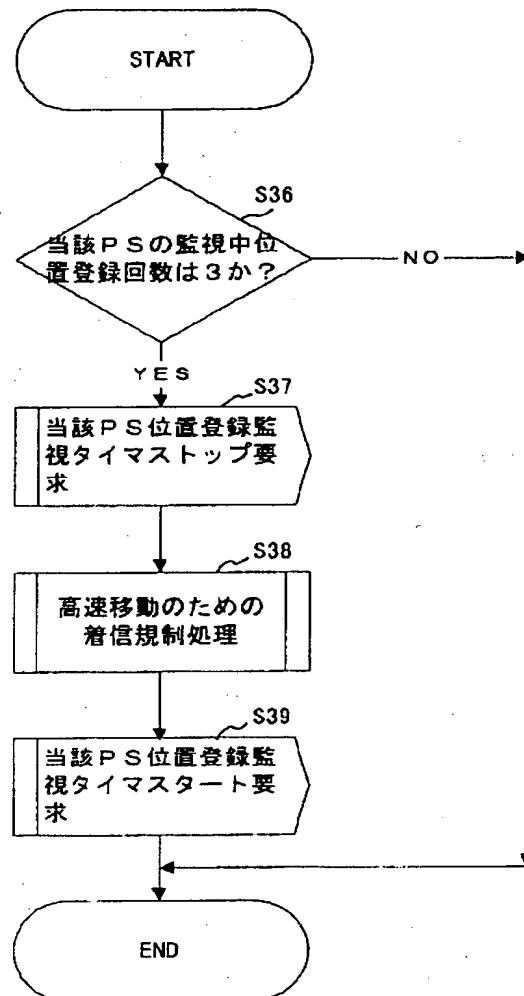 START
S36
当該PSの監視中位
置登録回数は3か?
NO
YES
S37
当該PS位置登録監
視タイマストップ要
求
S38
高速移動のための
着信規制処理
S39
当該PS位置登録監
視タイマスタート要
求
END